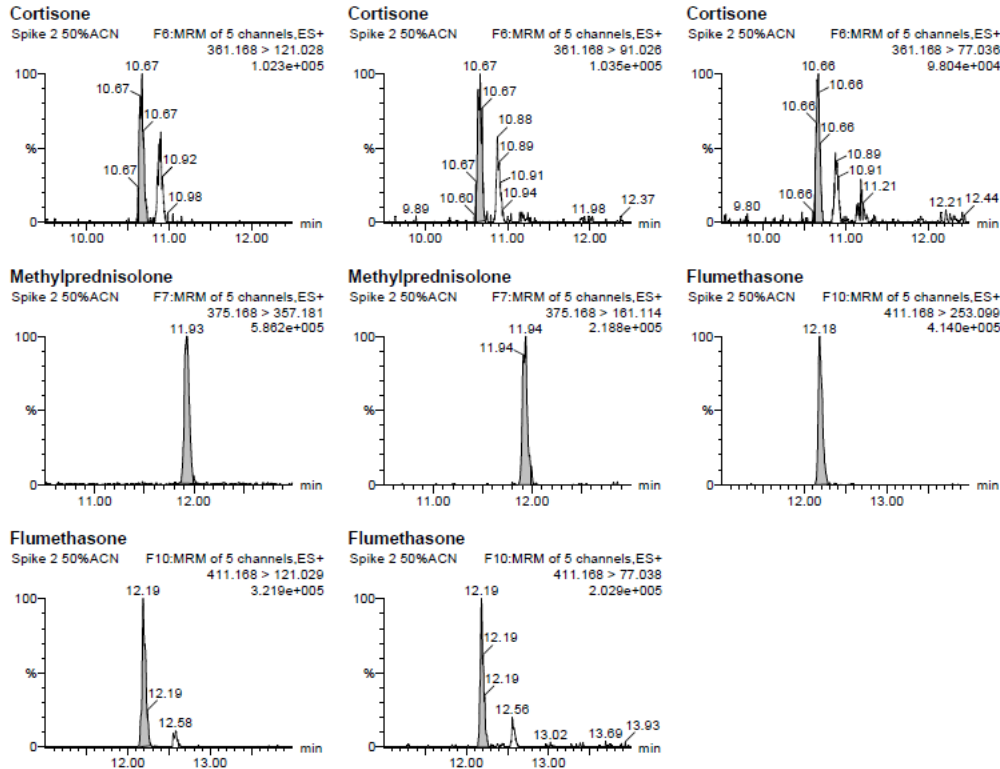 Cortisone
Spike 2 50%ACN F6:MRM of 5 channels,ES+
361.168 > 121.028
1.023e+005
100
10.67
10.67
10.67
%
10.92
10.67
10.98
0
min
10.00 11.00 12.00
Cortisone
Spike 2 50%ACN F6:MRM of 5 channels,ES+
361.168 > 91.026
1.035e+005
100
10.67
10.67
10.88
%
10.89
10.67
10.91
10.60
10.94
9.89
11.98
12.37
0
min
10.00 11.00 12.00
Cortisone
Spike 2 50%ACN F6:MRM of 5 channels,ES+
361.168 > 77.036
9.804e+004
100
10.66
10.66
10.66
10.66
%
10.89
10.91
10.66
11.21
9.80
12.21
12.44
0
min
10.00 11.00 12.00
Methylprednisolone
Spike 2 50%ACN F7:MRM of 5 channels,ES+
375.168 > 357.181
5.862e+005
100
11.93
%
0
min
11.00 12.00
Methylprednisolone
Spike 2 50%ACN F7:MRM of 5 channels,ES+
375.168 > 161.114
2.188e+005
100
11.94
11.94
%
0
min
11.00 12.00
Flumethasone
Spike 2 50%ACN F10:MRM of 5 channels,ES+
411.168 > 253.099
4.140e+005
100
12.18
%
0
min
12.00 13.00
Flumethasone
Spike 2 50%ACN F10:MRM of 5 channels,ES+
411.168 > 121.029
3.219e+005
100
12.19
%
12.19
12.58
0
min
12.00 13.00
Flumethasone
Spike 2 50%ACN F10:MRM of 5 channels,ES+
411.168 > 77.038
2.029e+005
100
12.19
12.19
%
12.19
12.56
13.02
13.69
13.93
0
min
12.00 13.00